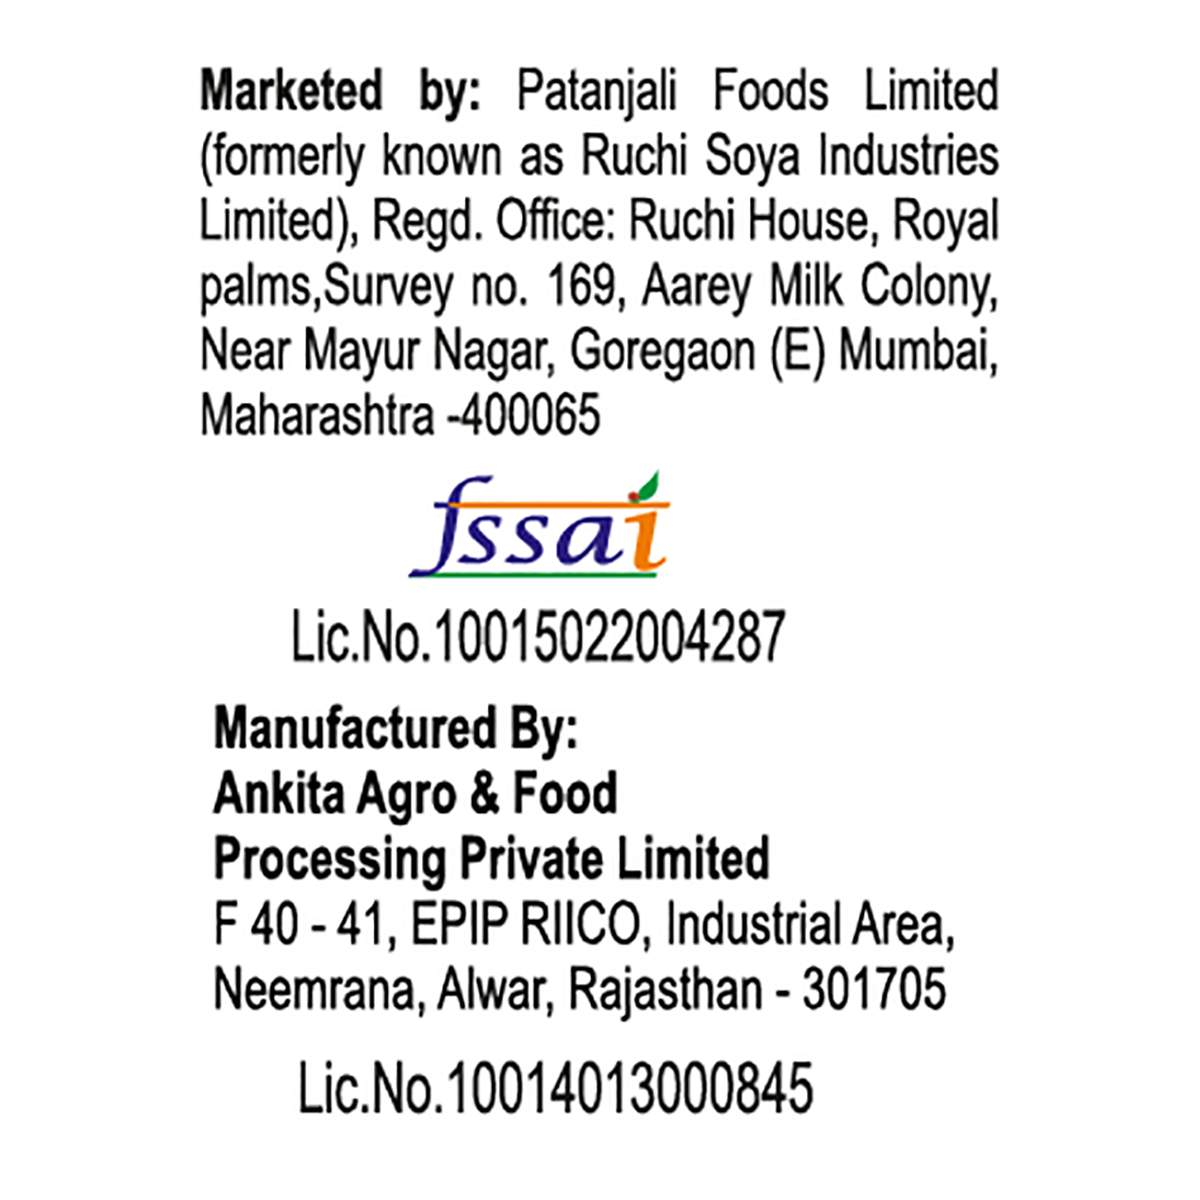 Marketed by: Patanjali Foods Limited
(formerly known as Ruchi Soya Industries
Limited), Regd. Office: Ruchi House, Royal
palms,Survey no. 169, Aarey Milk Colony,
Near Mayur Nagar, Goregaon (E) Mumbai,
Maharashtra -400065
fssai
Lic.No.10015022004287
Manufactured By:
Ankita Agro & Food
Processing Private Limited
F 40 - 41, EPIP RIICO, Industrial Area,
Neemrana, Alwar, Rajasthan - 301705
Lic.No.10014013000845